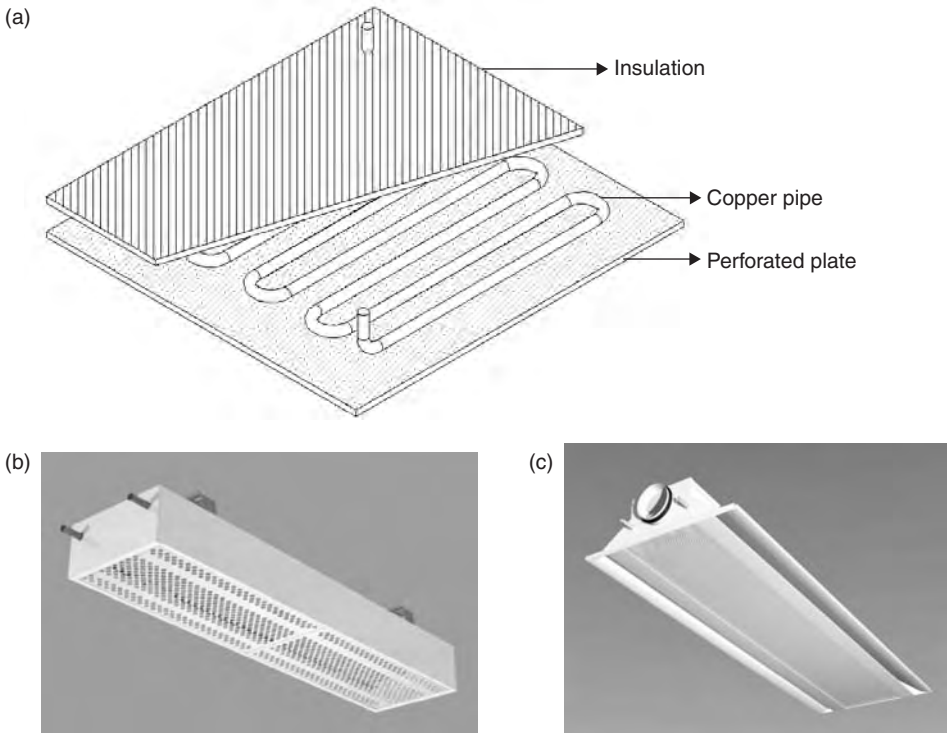 (a)
Insulation
Copper pipe
Perforated plate
(b)
(c)